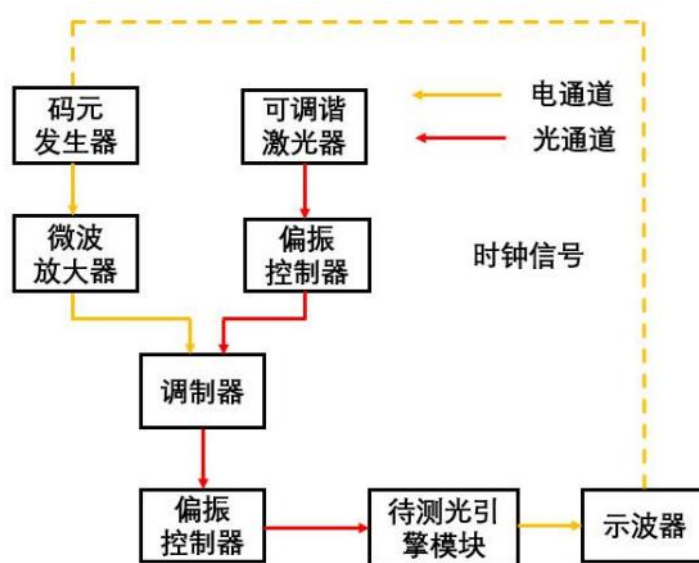 码元
发生器
可调谐
激光器
电通道
光通道
微波
放大器
偏振
控制器
时钟信号
调制器
偏振
控制器
待测光引
擎模块
示波器